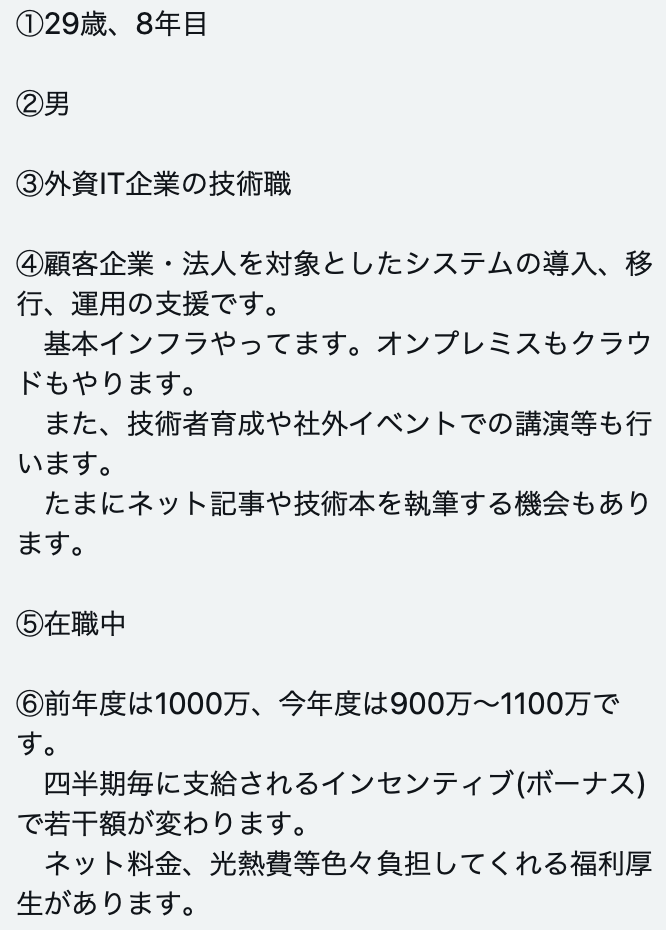 ①29歳、8年目
②男
③外資IT企業の技術職
④顧客企業・法人を対象としたシステムの導入、移
行、運用の支援です。
　基本インフラやってます。オンプレミスもクラウ
ドもやります。
　また、技術者育成や社外イベントでの講演等も行
います。
　たまにネット記事や技術本を執筆する機会もあり
ます。
⑤在職中
⑥前年度は1000万、今年度は900万〜1100万で
す。
　四半期毎に支給されるインセンティブ(ボーナス)
で若干額が変わります。
　ネット料金、光熱費等色々負担してくれる福利厚
生があります。